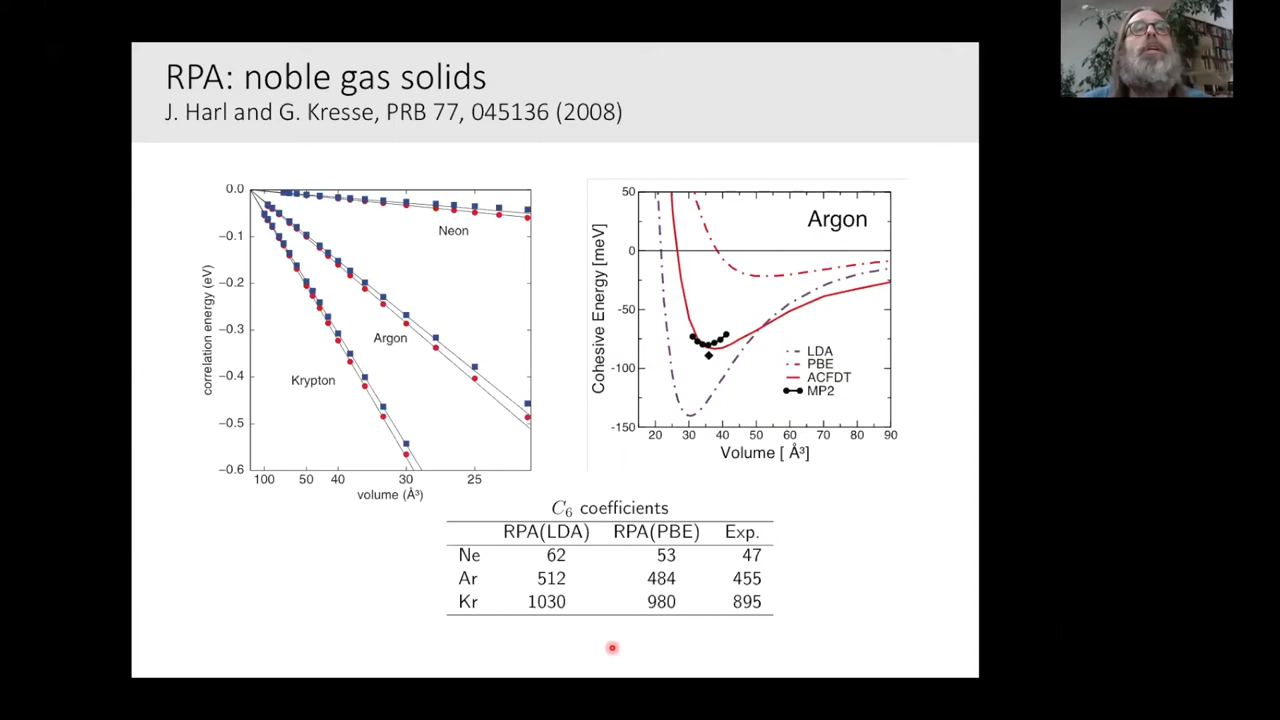 RPA: noble gas solids
J. Harl and G. Kresse, PRB 77, 045136 (2008)
0.0
−0.1
−0.2
−0.3
−0.4
−0.5
−0.6
correlation energy (eV)
Neon
Argon
Krypton
100 50 40 30 25
volume (Å³)
50
0
-50
-100
-150
Cohesive Energy [meV]
Argon
LDA
PBE
ACFDT
MP2
20 30 40 50 60 70 80 90
Volume [ Å³]
C₆ coefficients
RPA(LDA) RPA(PBE) Exp.
Ne 62 53 47
Ar 512 484 455
Kr 1030 980 895